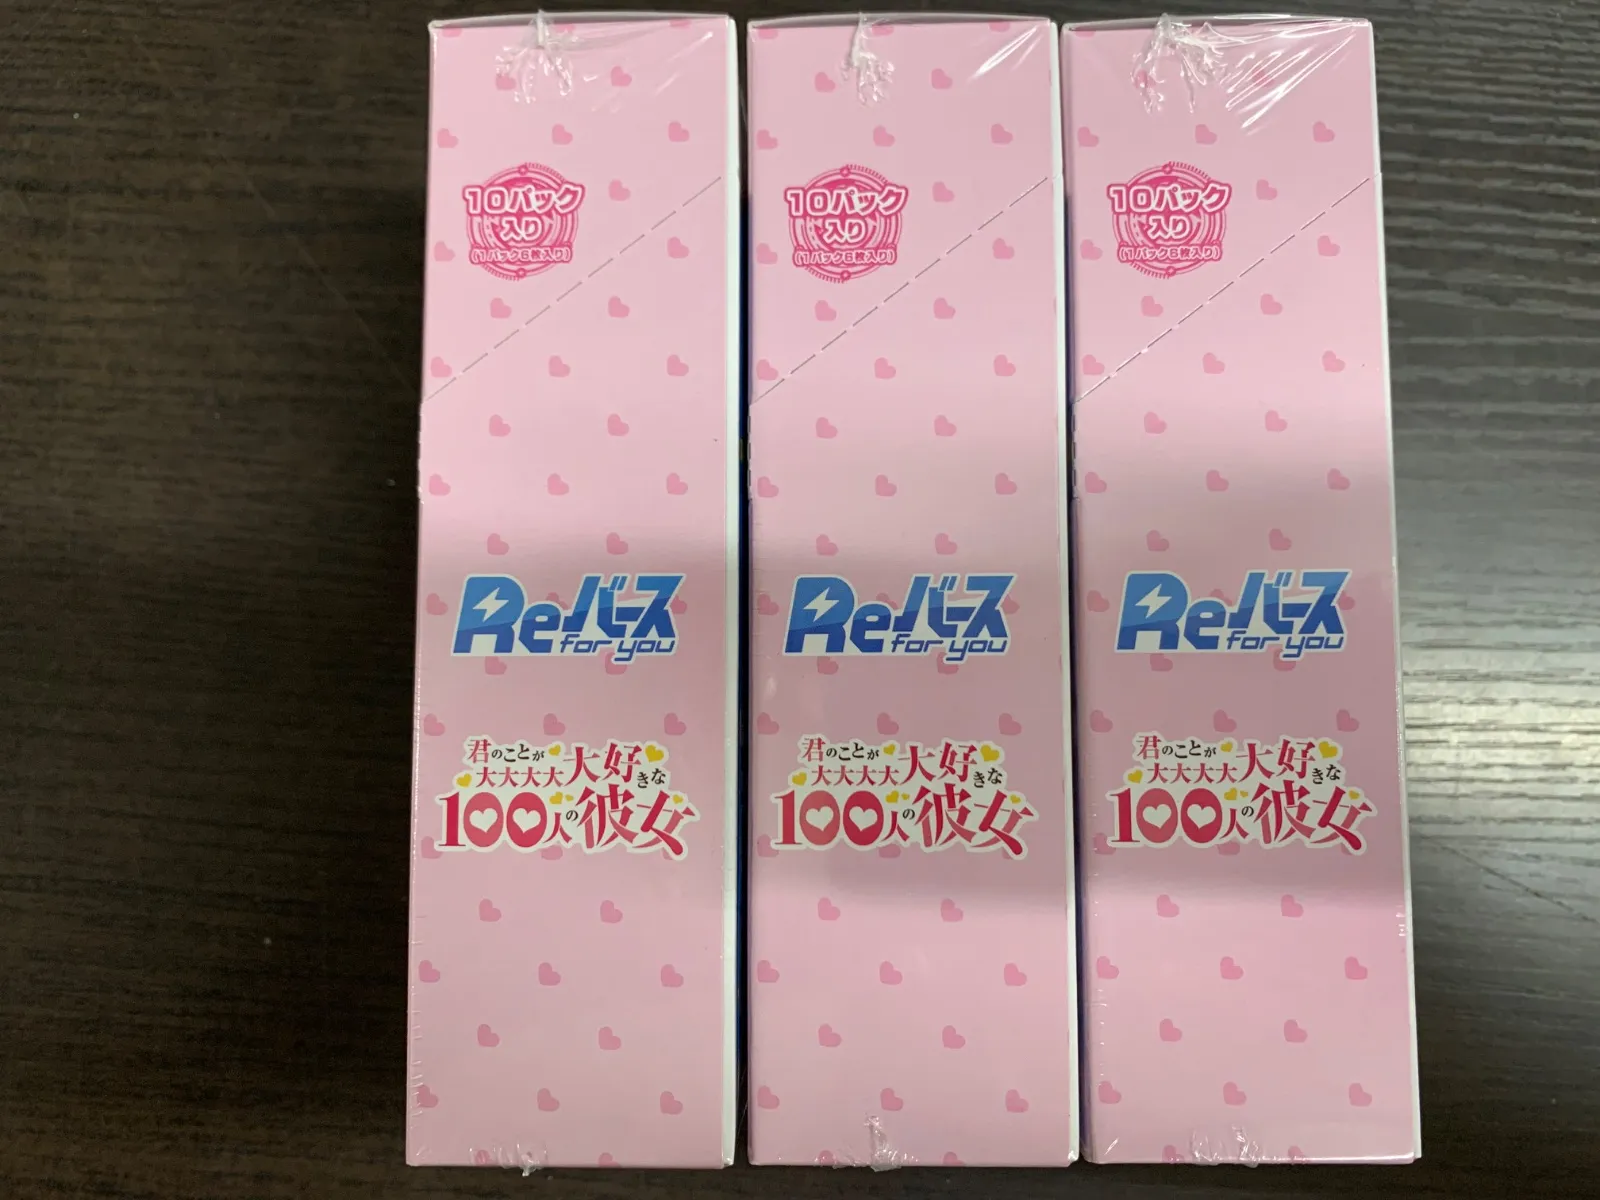 10パック
入り
(1パック6枚入り)
Reバース
for you
君のことが
大大大大大好きな
100人の彼女
10パック
入り
(1パック6枚入り)
Reバース
for you
君のことが
大大大大大好きな
100人の彼女
10パック
入り
(1パック6枚入り)
Reバース
for you
君のことが
大大大大大好きな
100人の彼女